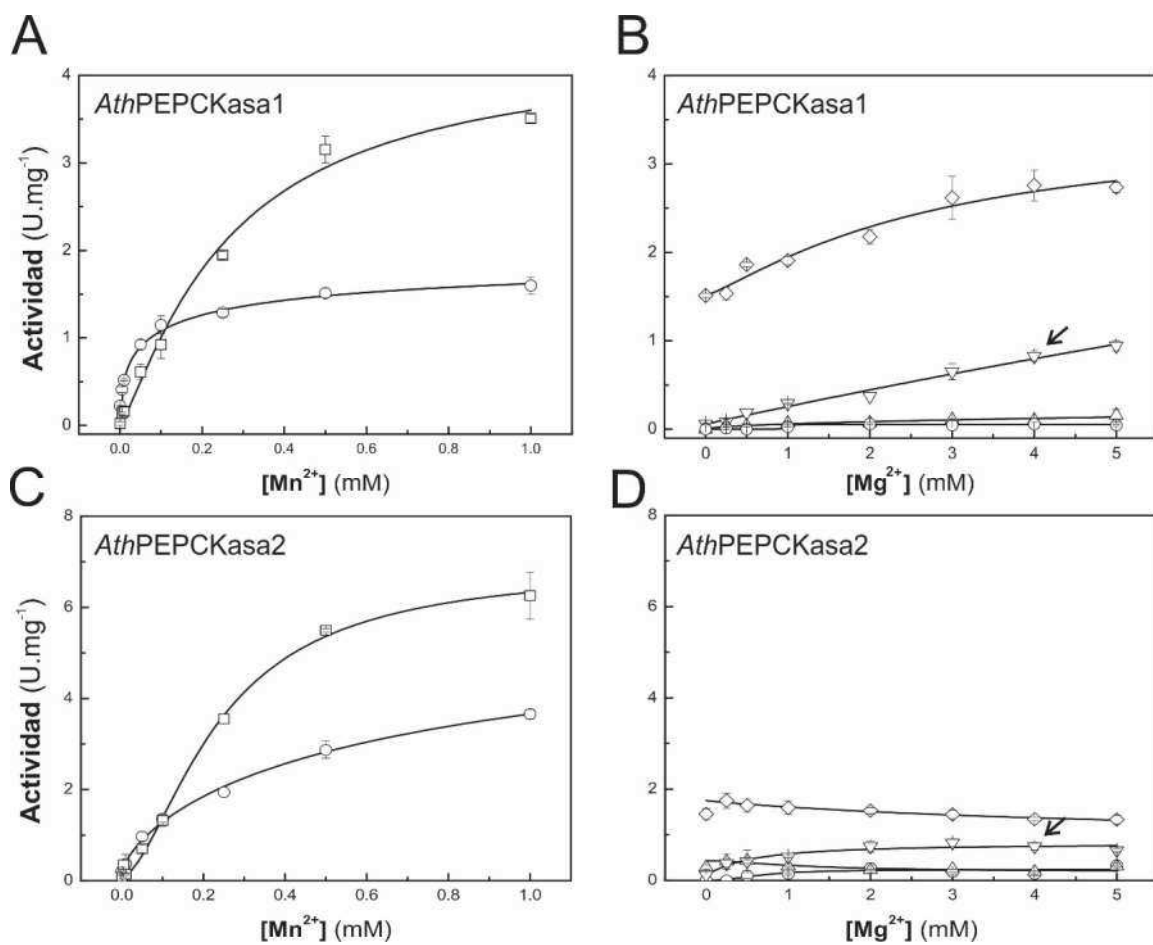 A
AthPEPCKasa1
Actividad (U.mg⁻¹)
4
3
2
1
0
0.0 0.2 0.4 0.6 0.8 1.0
[Mn²⁺] (mM)
B
AthPEPCKasa1
4
3
2
1
0
0 1 2 3 4 5
[Mg²⁺] (mM)
C
AthPEPCKasa2
Actividad (U.mg⁻¹)
8
6
4
2
0
0.0 0.2 0.4 0.6 0.8 1.0
[Mn²⁺] (mM)
D
AthPEPCKasa2
8
6
4
2
0
0 1 2 3 4 5
[Mg²⁺] (mM)